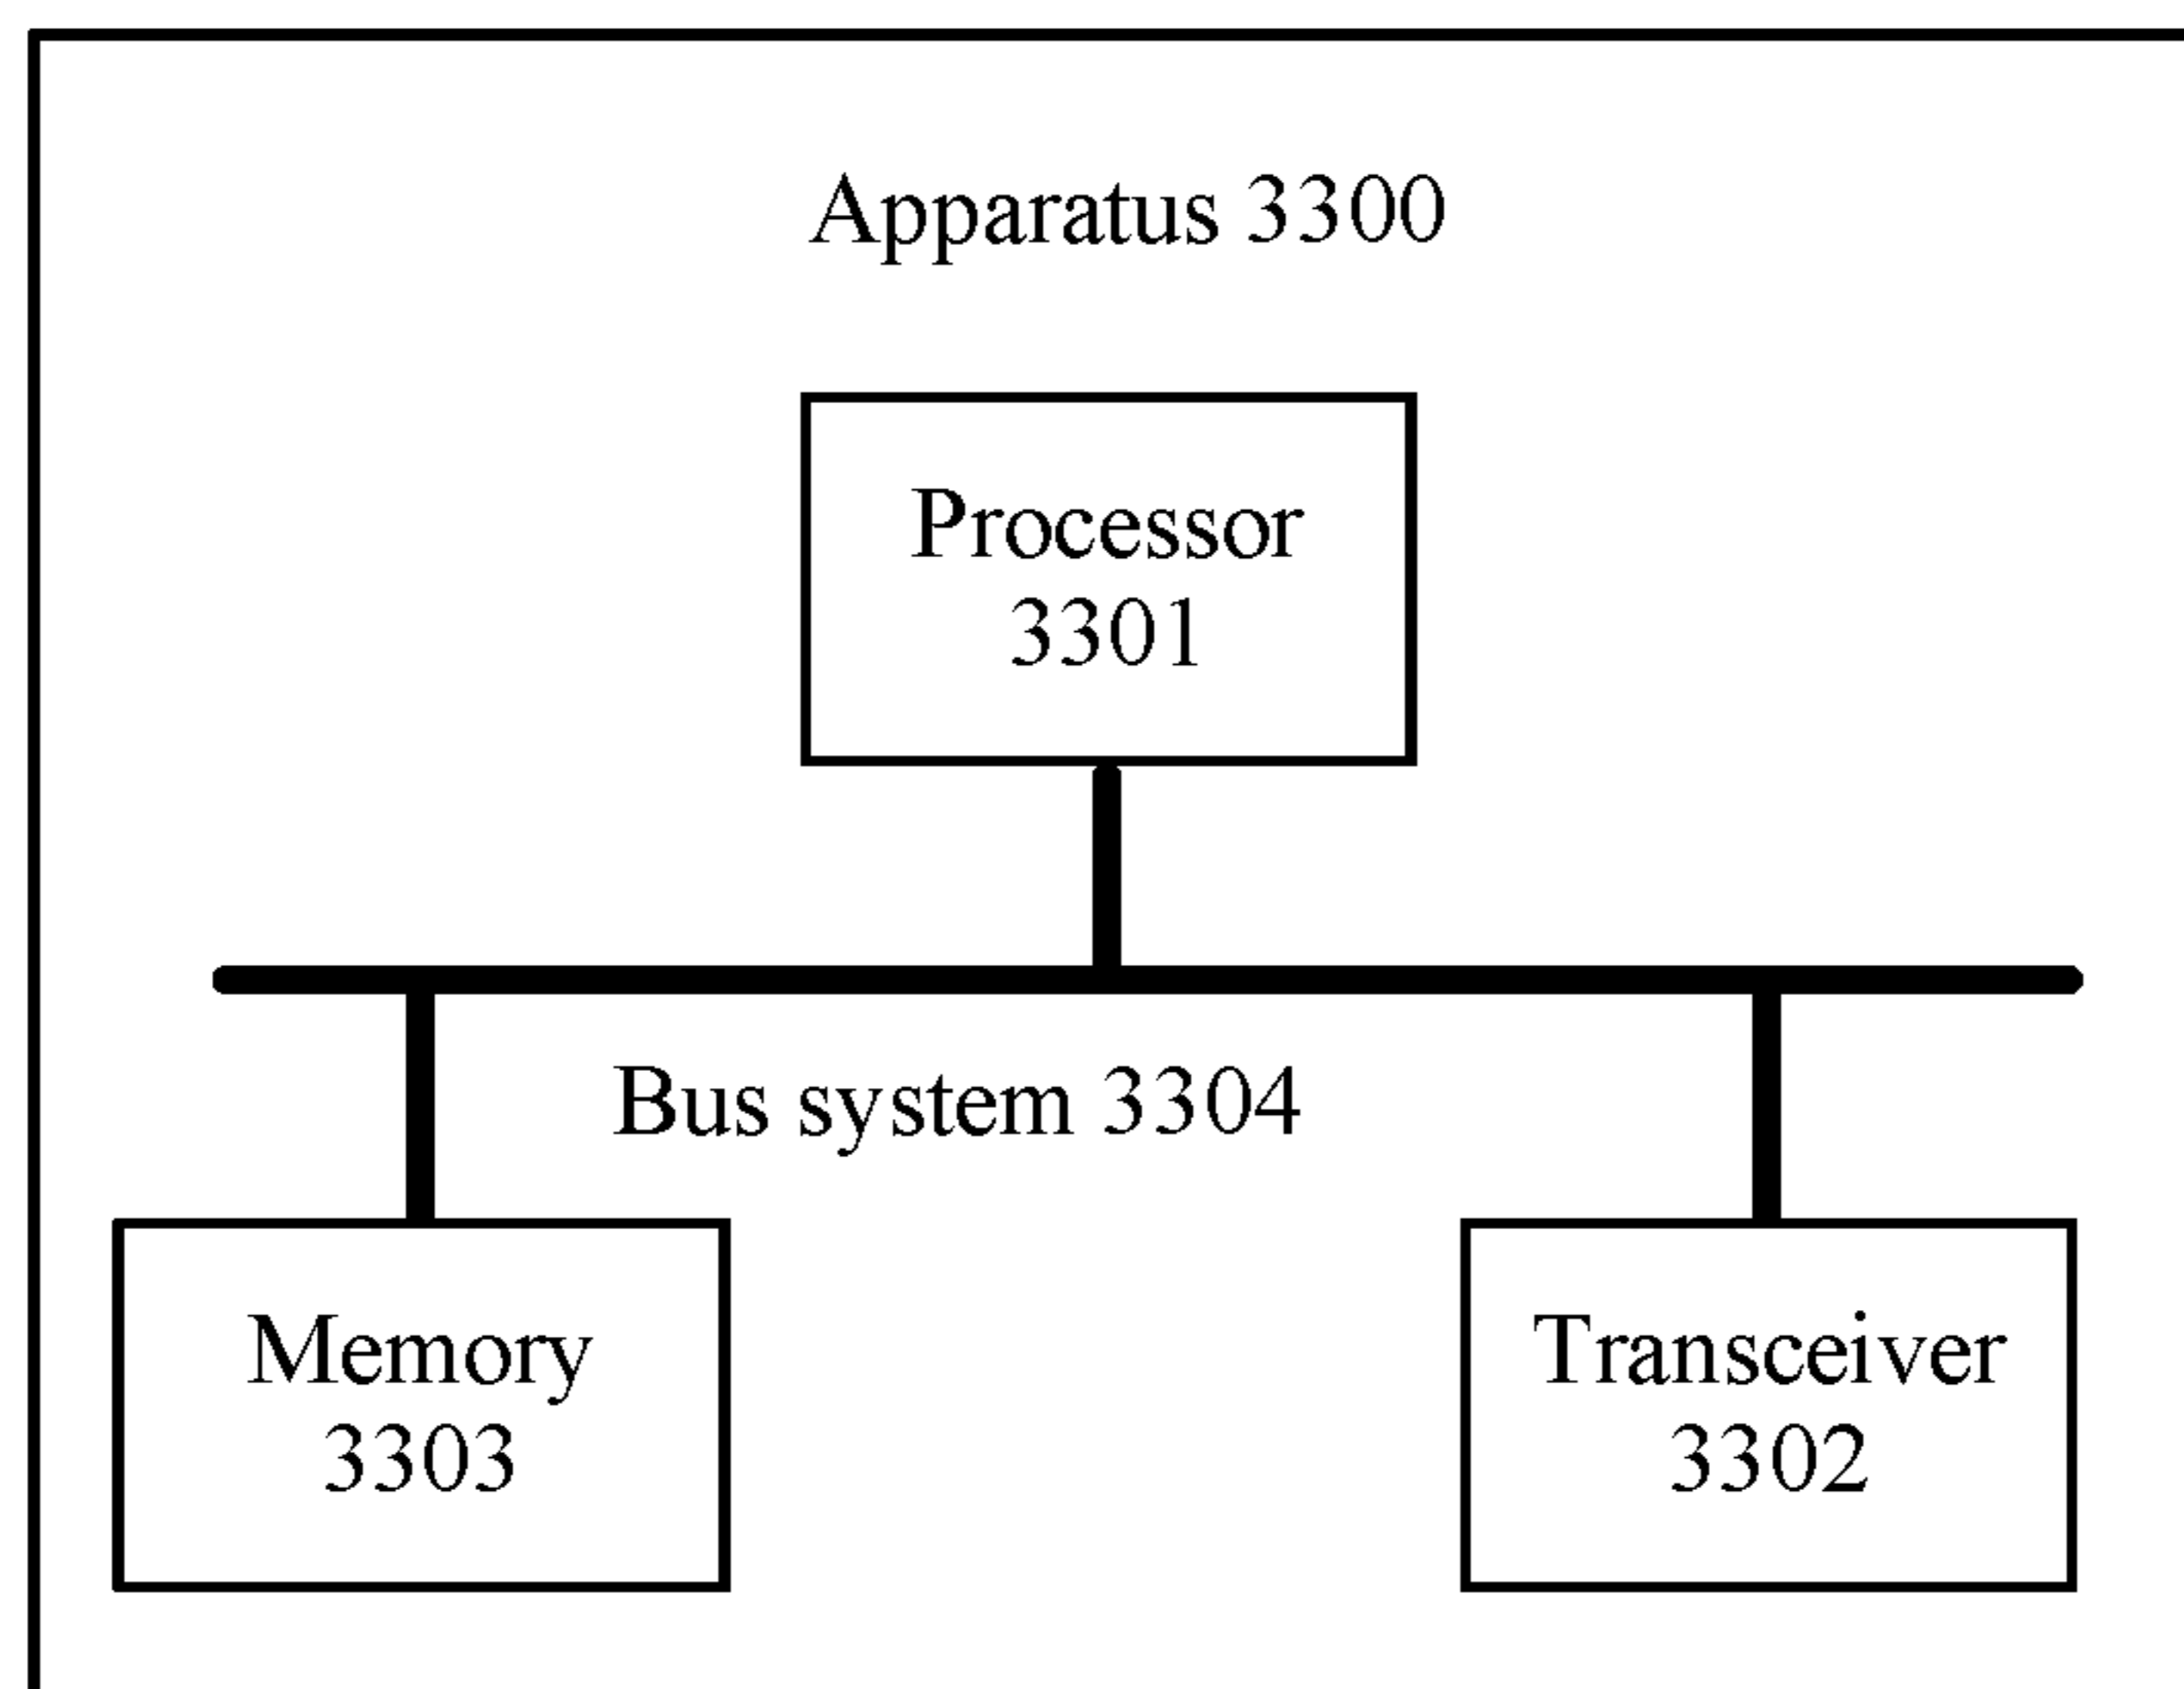 Apparatus 3300
Processor
3301
Bus system 3304
Memory
3303
Transceiver
3302